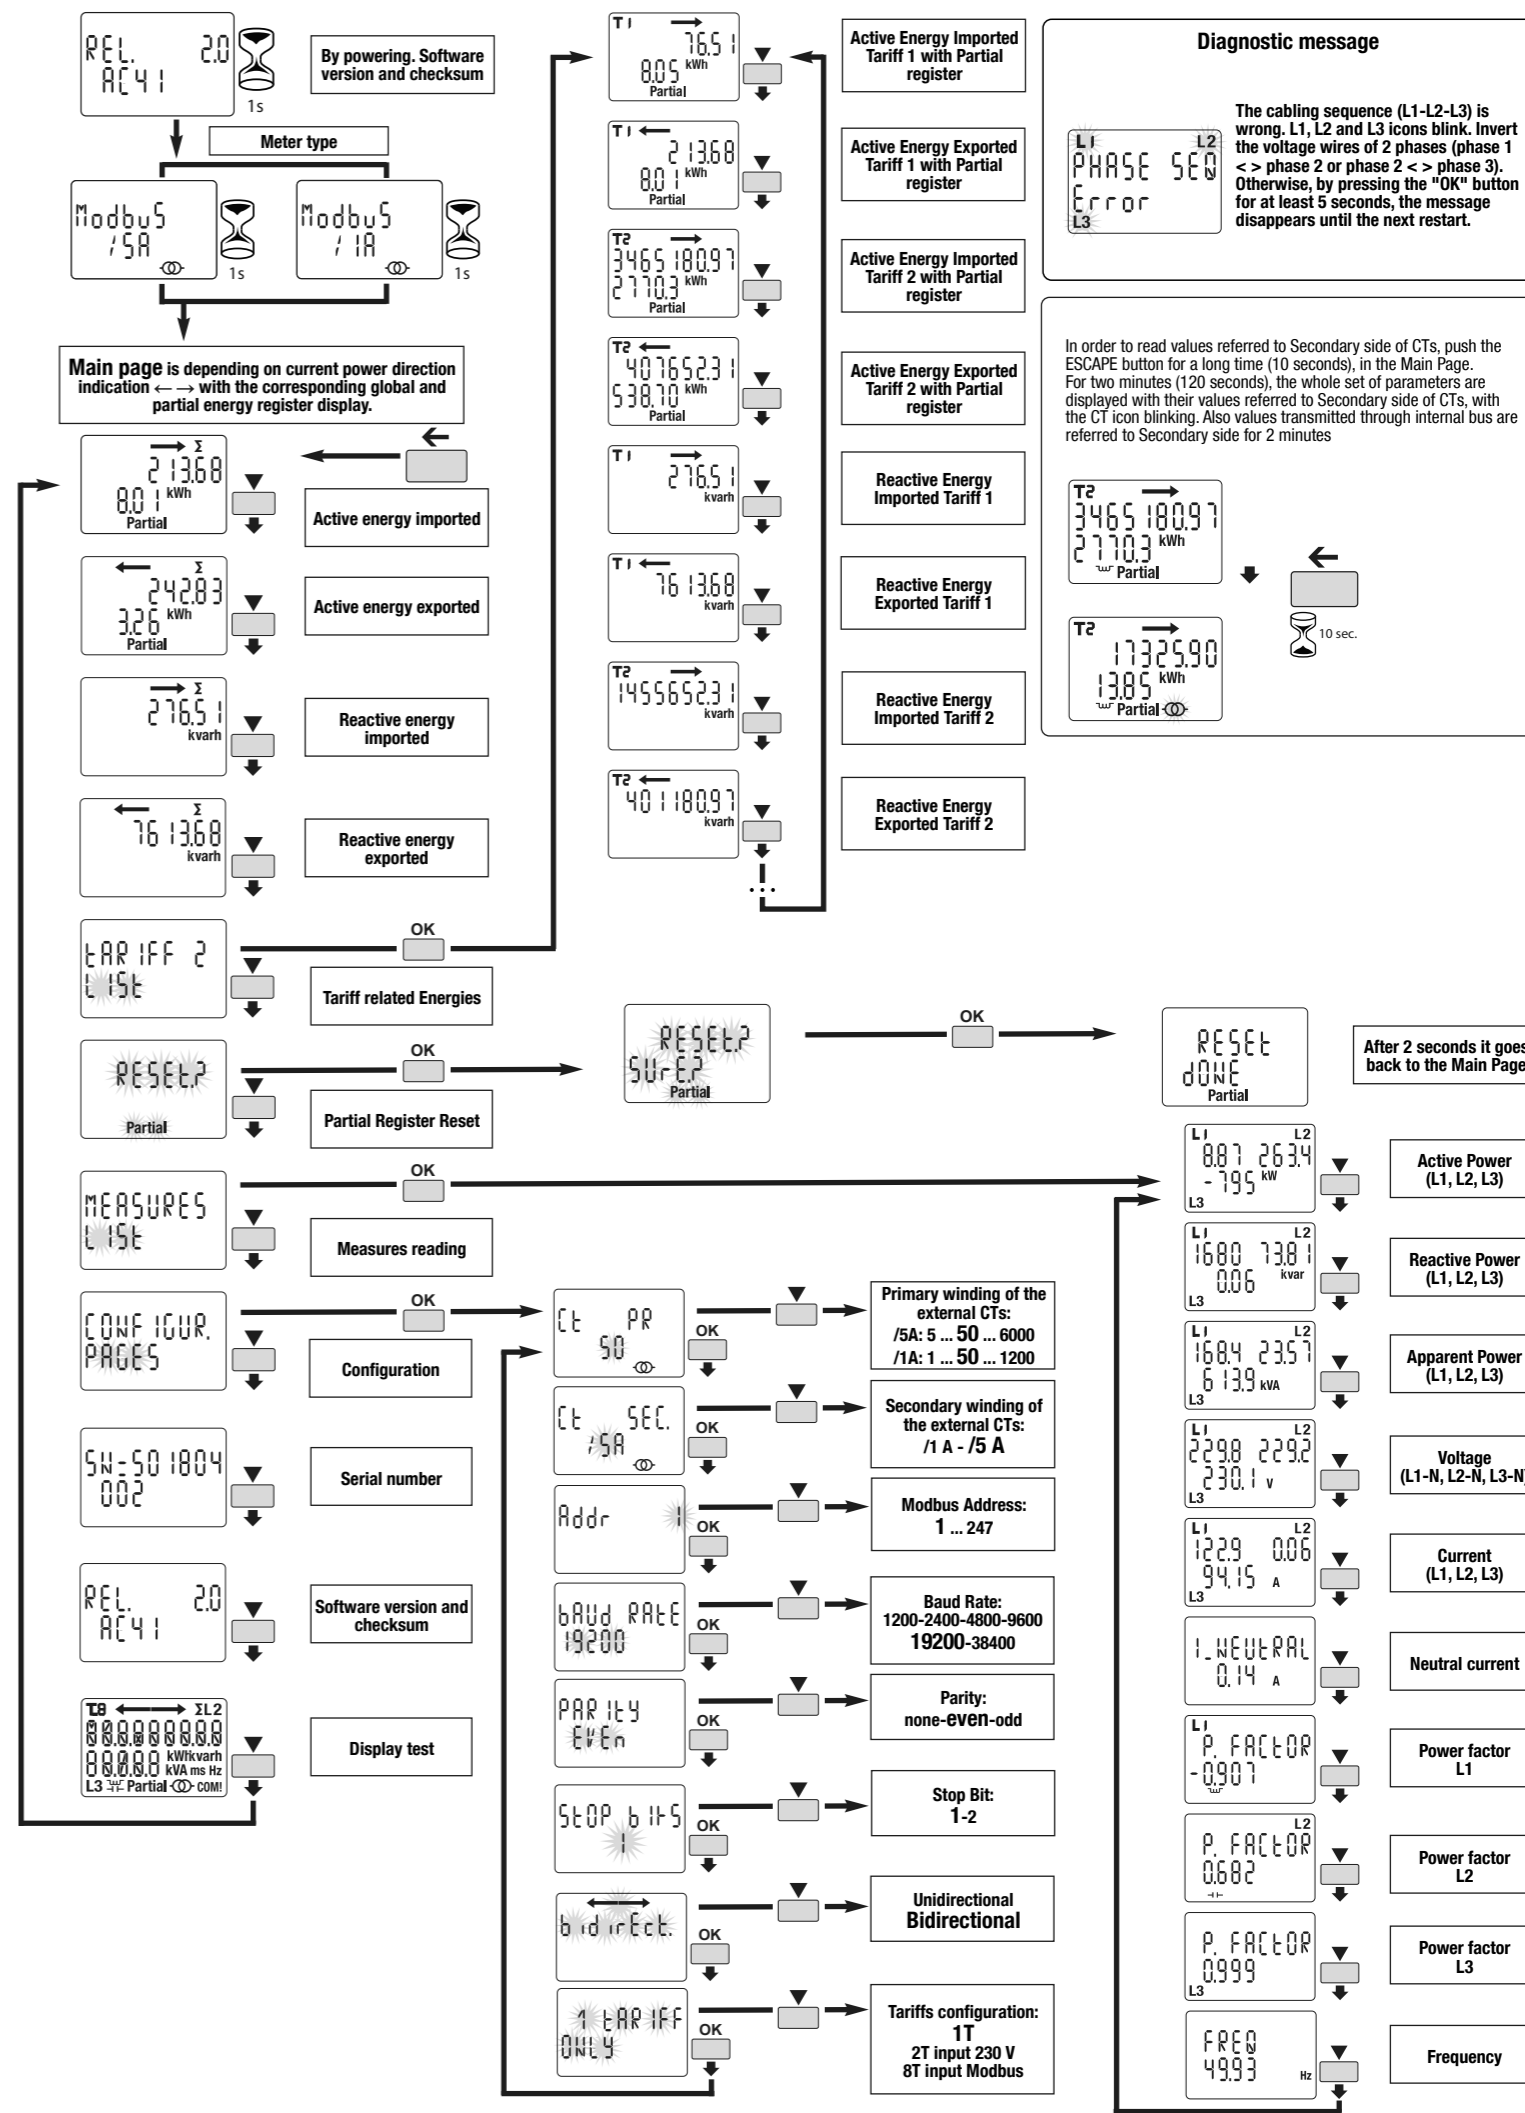 REL. 2.0
AC41
1s
By powering. Software
version and checksum
Meter type
ModbuS
/5A
1s
ModbuS
/1A
1s
Main page is depending on current power direction
indication ← → with the corresponding global and
partial energy register display.
→ Σ
213.68
8.01 kWh
Partial
Active energy imported
← Σ
242.83
3.26 kWh
Partial
Active energy exported
→ Σ
276.51
kvarh
Reactive energy
imported
← Σ
7613.68
kvarh
Reactive energy
exported
tARIFF 2
LISt
OK
Tariff related Energies
RESEt.?
Partial
OK
Partial Register Reset
RESEt.?
SUrE.?
Partial
OK
RESEt
dONE
Partial
After 2 seconds it goes
back to the Main Page
MEASURES
LISt
OK
Measures reading
CONFIGUR.
PAGES
OK
Configuration
SN=501804
002
Serial number
REL. 2.0
AC41
Software version and
checksum
T8 ΣL2
kWhkvarh
kVA ms Hz
L3 Partial COM!
Display test
T1 →
76.51
8.05 kWh
Partial
Active Energy Imported
Tariff 1 with Partial
register
T1 ←
213.68
8.01 kWh
Partial
Active Energy Exported
Tariff 1 with Partial
register
T2 →
3465180.97
2770.3 kWh
Partial
Active Energy Imported
Tariff 2 with Partial
register
T2 ←
407652.31
538.70 kWh
Partial
Active Energy Exported
Tariff 2 with Partial
register
T1 →
276.51
kvarh
Reactive Energy
Imported Tariff 1
T1 ←
7613.68
kvarh
Reactive Energy
Exported Tariff 1
T2 →
1455652.31
kvarh
Reactive Energy
Imported Tariff 2
T2 ←
401180.97
kvarh
Reactive Energy
Exported Tariff 2
...
Diagnostic message
L1 L2
PHASE SEQ
Error
L3
The cabling sequence (L1-L2-L3) is
wrong. L1, L2 and L3 icons blink. Invert
the voltage wires of 2 phases (phase 1
< > phase 2 or phase 2 < > phase 3).
Otherwise, by pressing the "OK" button
for at least 5 seconds, the message
disappears until the next restart.
In order to read values referred to Secondary side of CTs, push the
ESCAPE button for a long time (10 seconds), in the Main Page.
For two minutes (120 seconds), the whole set of parameters are
displayed with their values referred to Secondary side of CTs, with
the CT icon blinking. Also values transmitted through internal bus are
referred to Secondary side for 2 minutes
T2 →
3465180.97
2770.3 kWh
Partial
10 sec.
T2 →
17325.90
13.85 kWh
Partial
Ct PR
50
OK
Primary winding of the
external CTs:
/5A: 5 ... 50 ... 6000
/1A: 1 ... 50 ... 1200
Ct SEC.
/5A
OK
Secondary winding of
the external CTs:
/1 A - /5 A
Addr 1
OK
Modbus Address:
1 ... 247
bAUd RAtE
19200
OK
Baud Rate:
1200-2400-4800-9600
19200-38400
PARItY
EVEn
OK
Parity:
none-even-odd
StOP bItS
1
OK
Stop Bit:
1-2
bidirEct.
OK
Unidirectional
Bidirectional
1 tARIFF
ONLY
OK
Tariffs configuration:
1T
2T input 230 V
8T input Modbus
L1 L2
8.87 263.4
-795 kW
L3
Active Power
(L1, L2, L3)
L1 L2
1680 73.81
0.06 kvar
L3
Reactive Power
(L1, L2, L3)
L1 L2
168.4 23.57
613.9 kVA
L3
Apparent Power
(L1, L2, L3)
L1 L2
229.8 229.2
230.1 V
L3
Voltage
(L1-N, L2-N, L3-N)
L1 L2
122.9 0.06
94.15 A
L3
Current
(L1, L2, L3)
I_NEUtRAL
0.14 A
Neutral current
L1
P. FACtOR
-0.907
Power factor
L1
L2
P. FACtOR
0.682
Power factor
L2
P. FACtOR
0.999
L3
Power factor
L3
FREQ
49.93
Hz
Frequency